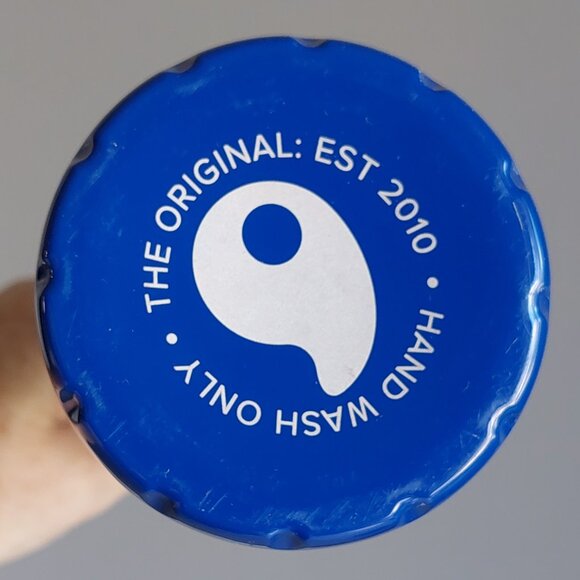 THE ORIGINAL: EST 2010 • HAND WASH ONLY •